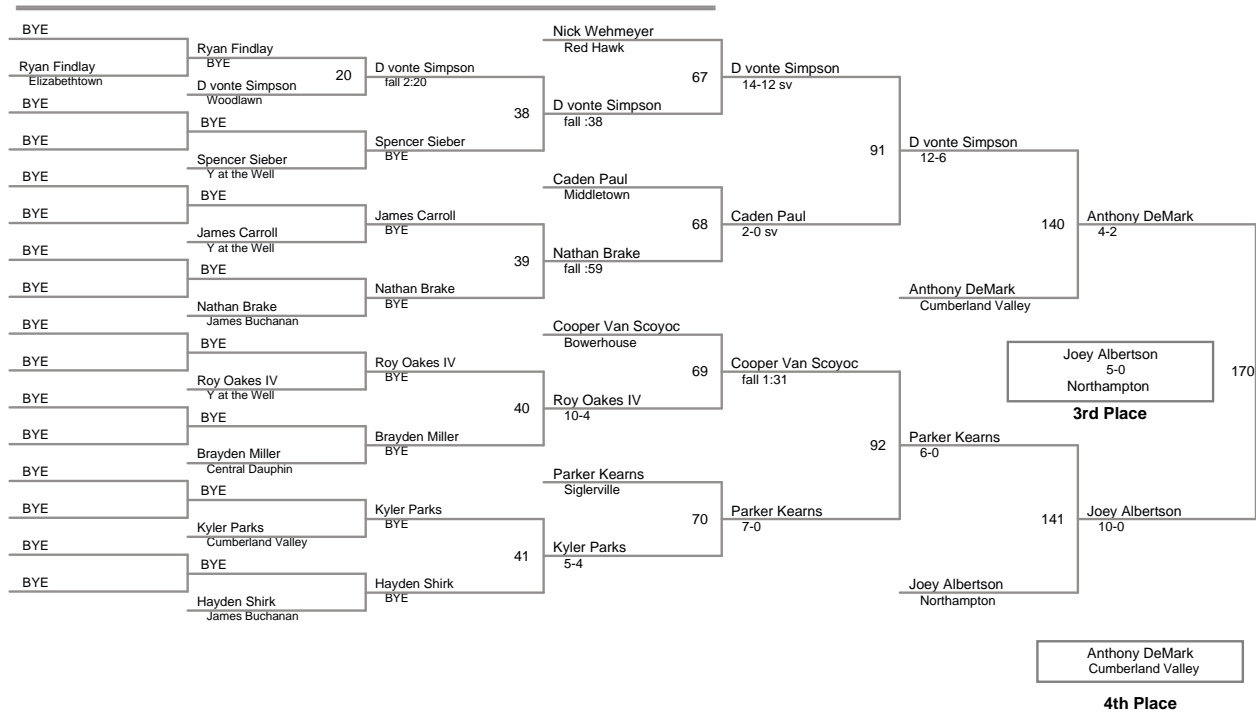 BYE
Ryan Findlay
Elizabethtown
BYE
BYE
BYE
BYE
BYE
BYE
BYE
BYE
BYE
BYE
BYE
BYE
BYE
BYE
Ryan Findlay
BYE
20
D vonte Simpson
Woodlawn
BYE
Spencer Sieber
Y at the Well
BYE
James Carroll
Y at the Well
BYE
Nathan Brake
James Buchanan
BYE
Roy Oakes IV
Y at the Well
BYE
Brayden Miller
Central Dauphin
BYE
Kyler Parks
Cumberland Valley
BYE
Hayden Shirk
James Buchanan
D vonte Simpson
fall 2:20
38
Spencer Sieber
BYE
James Carroll
BYE
39
Nathan Brake
BYE
Roy Oakes IV
BYE
40
Brayden Miller
BYE
Kyler Parks
BYE
41
Hayden Shirk
BYE
Nick Wehmeyer
Red Hawk
67
D vonte Simpson
fall :38
Caden Paul
Middletown
68
Nathan Brake
fall :59
Cooper Van Scoyoc
Bowerhouse
69
Roy Oakes IV
10-4
Parker Kearns
Siglerville
70
Kyler Parks
5-4
D vonte Simpson
14-12 sv
91
Caden Paul
2-0 sv
Cooper Van Scoyoc
fall 1:31
92
Parker Kearns
7-0
D vonte Simpson
12-6
140
Anthony DeMark
Cumberland Valley
Parker Kearns
6-0
141
Joey Albertson
Northampton
Anthony DeMark
4-2
Joey Albertson
5-0
Northampton
170
3rd Place
Joey Albertson
10-0
Anthony DeMark
Cumberland Valley
4th Place